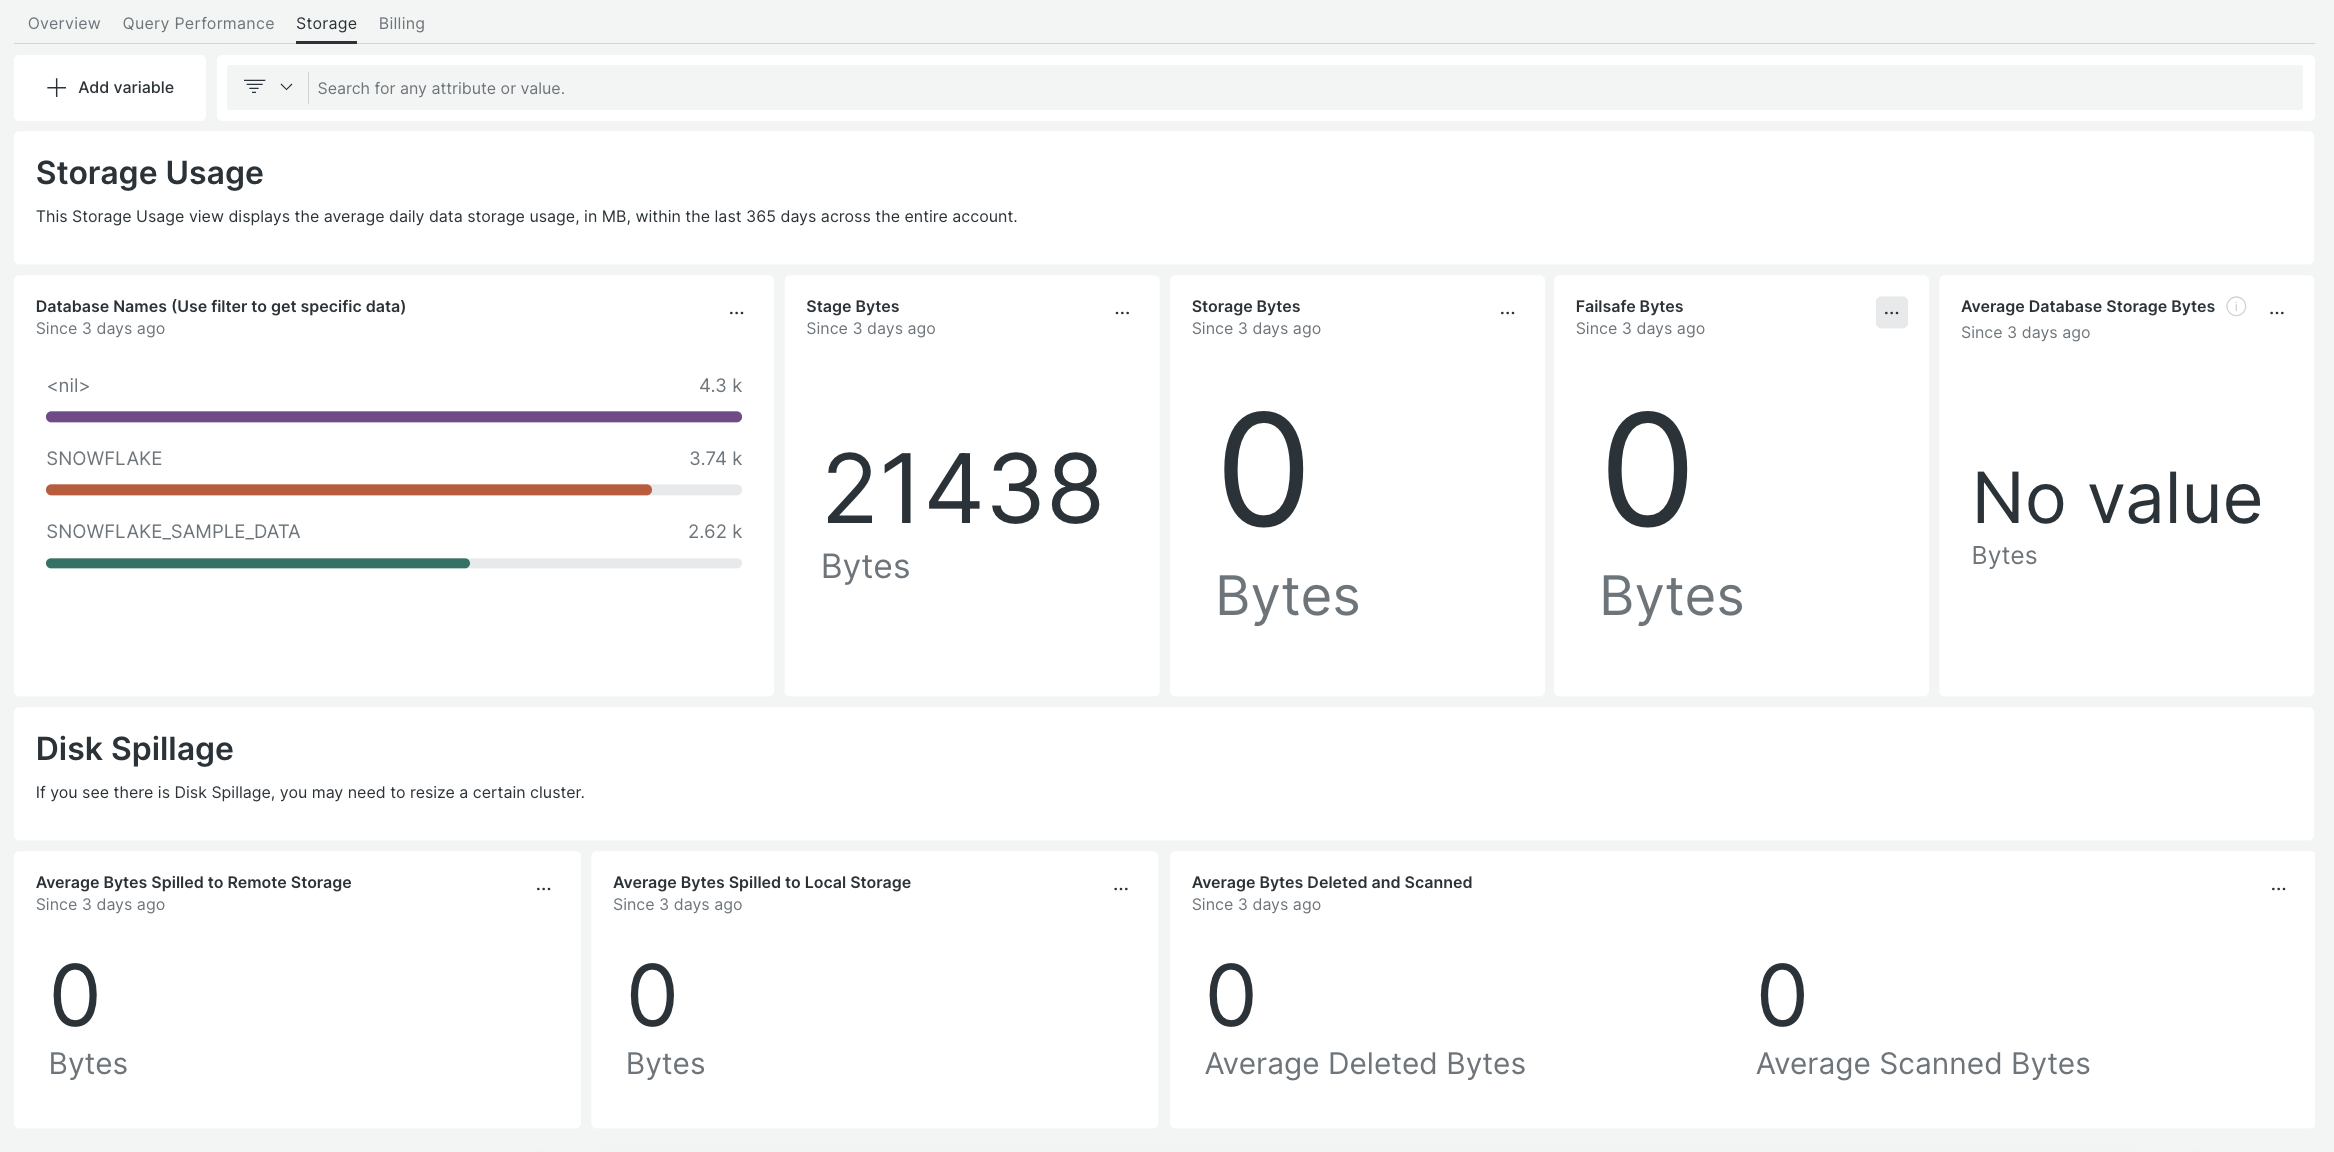 Overview Query Performance Storage Billing
Add variable
Search for any attribute or value.
Storage Usage
This Storage Usage view displays the average daily data storage usage, in MB, within the last 365 days across the entire account.
Database Names (Use filter to get specific data)
Since 3 days ago
<nil> 4.3 k
SNOWFLAKE 3.74 k
SNOWFLAKE_SAMPLE_DATA 2.62 k
Stage Bytes
Since 3 days ago
21438
Bytes
Storage Bytes
Since 3 days ago
0
Bytes
Failsafe Bytes
Since 3 days ago
0
Bytes
Average Database Storage Bytes
Since 3 days ago
No value
Bytes
Disk Spillage
If you see there is Disk Spillage, you may need to resize a certain cluster.
Average Bytes Spilled to Remote Storage
Since 3 days ago
0
Bytes
Average Bytes Spilled to Local Storage
Since 3 days ago
0
Bytes
Average Bytes Deleted and Scanned
Since 3 days ago
0
Average Deleted Bytes
0
Average Scanned Bytes